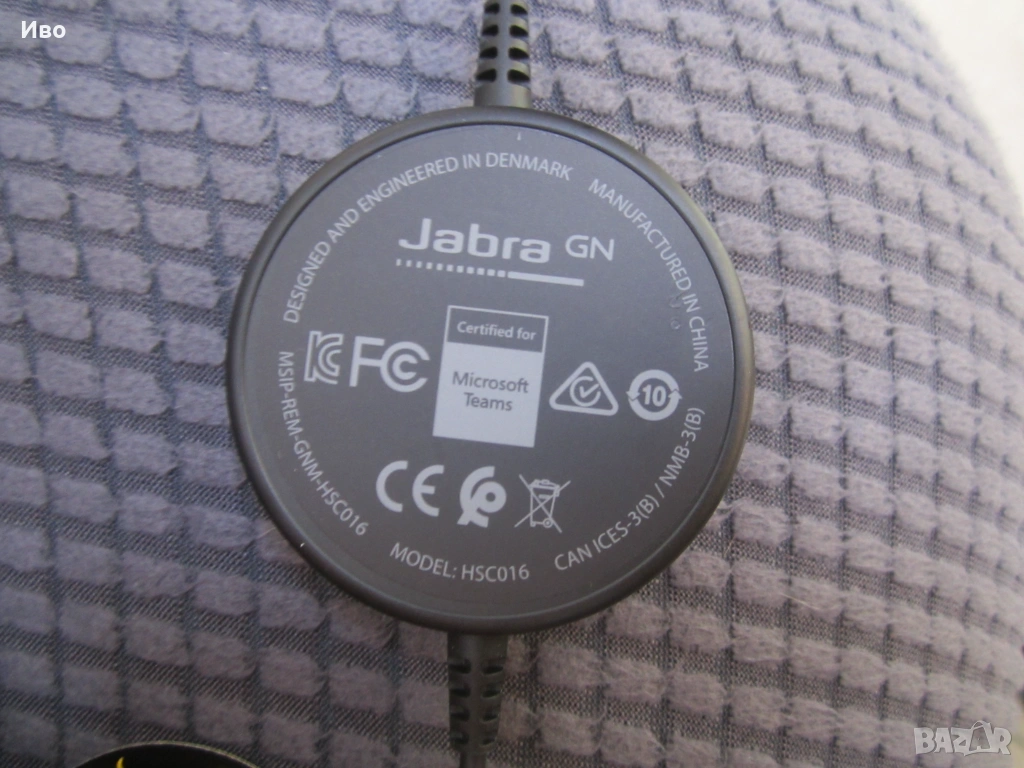 Иво
DESIGNED AND ENGINEERED IN DENMARK
MANUFACTURED IN CHINA
Jabra GN
Certified for
Microsoft
Teams
FC
10
CE
MSIP-REM-GNM-HSC016
MODEL: HSC016
CAN ICES-3(B) / NMB-3(B)
BAZAR